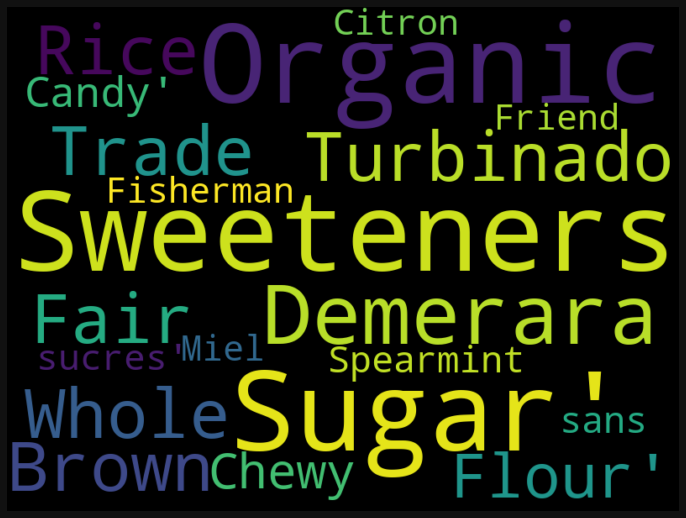 Citron
Rice Organic
Candy'
Friend
Trade Turbinado
Fisherman
Sweeteners
Fair Demerara
sucres' Miel Spearmint
Whole Sugar' sans
Brown Chewy Flour'